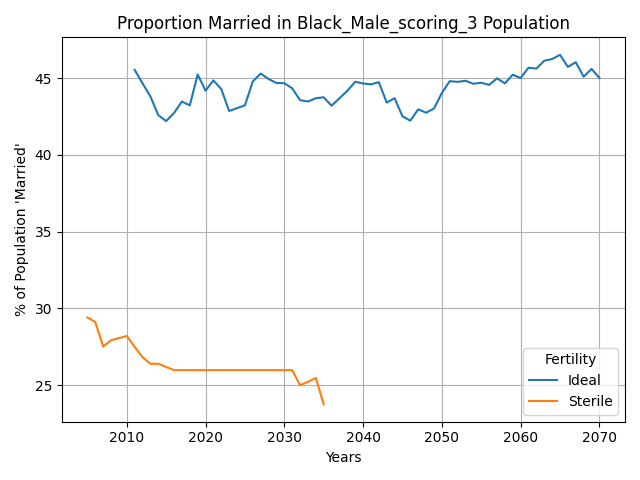 Proportion Married in Black_Male_scoring_3 Population
% of Population 'Married'
45
40
35
30
25
2010 2020 2030 2040 2050 2060 2070
Years
Fertility
Ideal
Sterile